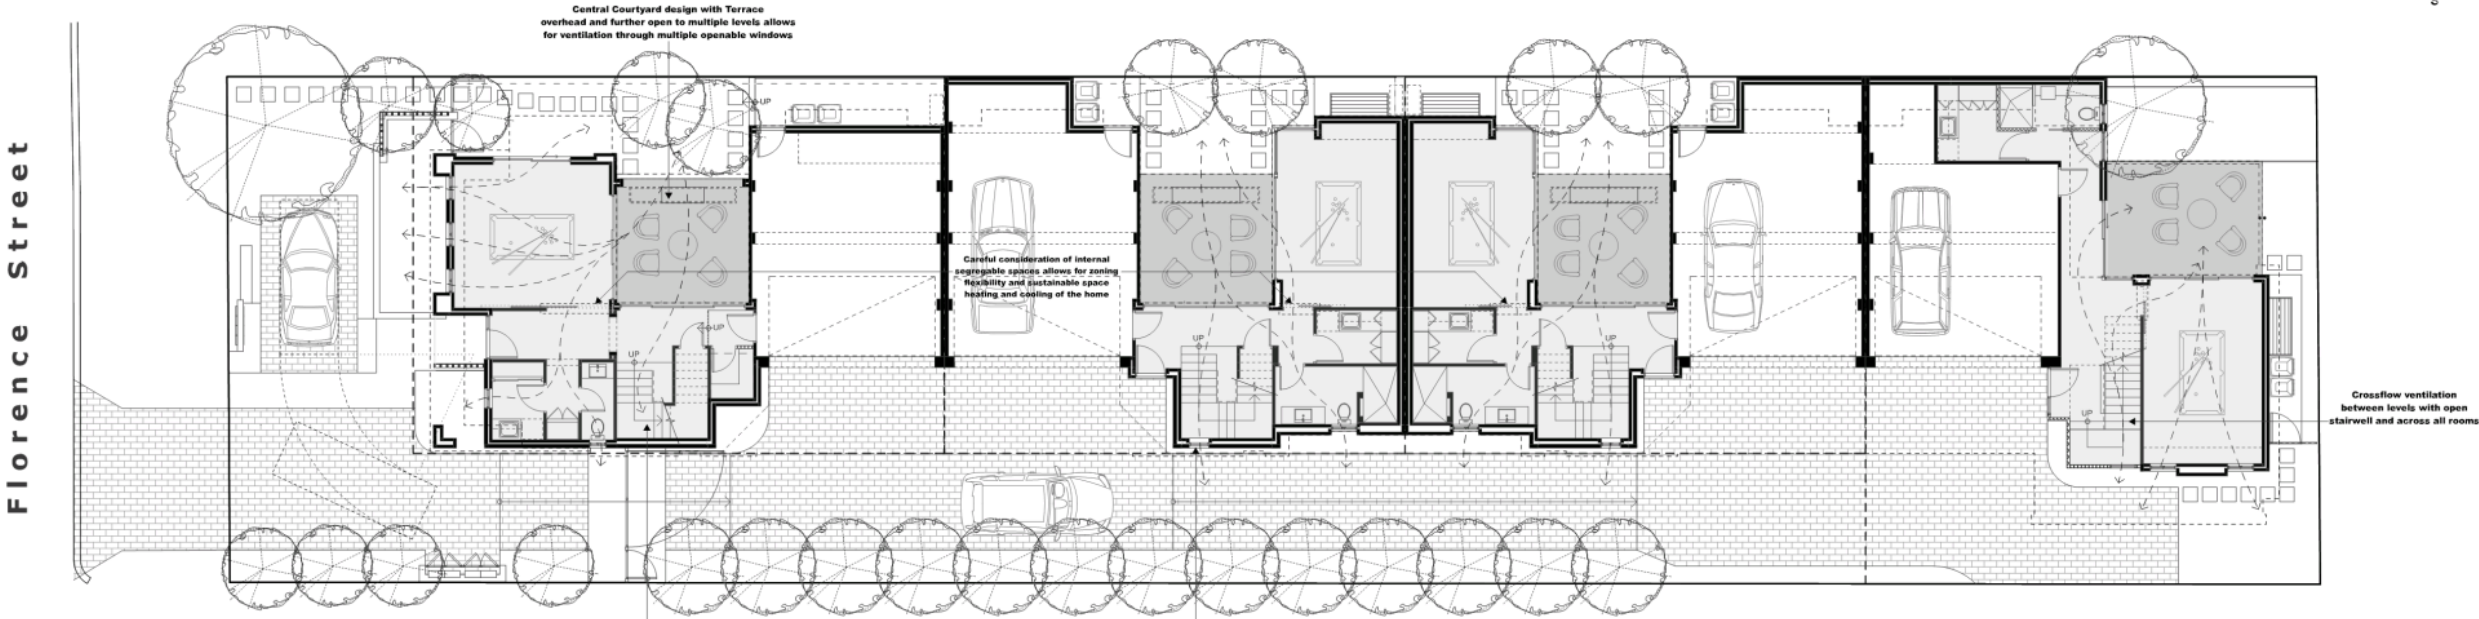 Central Courtyard design with Terrace
overhead and further open to multiple levels allows
for ventilation through multiple openable windows
Florence Street
UP
Careful consideration of internal
segregable spaces allows for zoning
flexibility and sustainable space
heating and cooling of the home
UP
UP
UP
UP
UP
Crossflow ventilation
between levels with open
stairwell and across all rooms